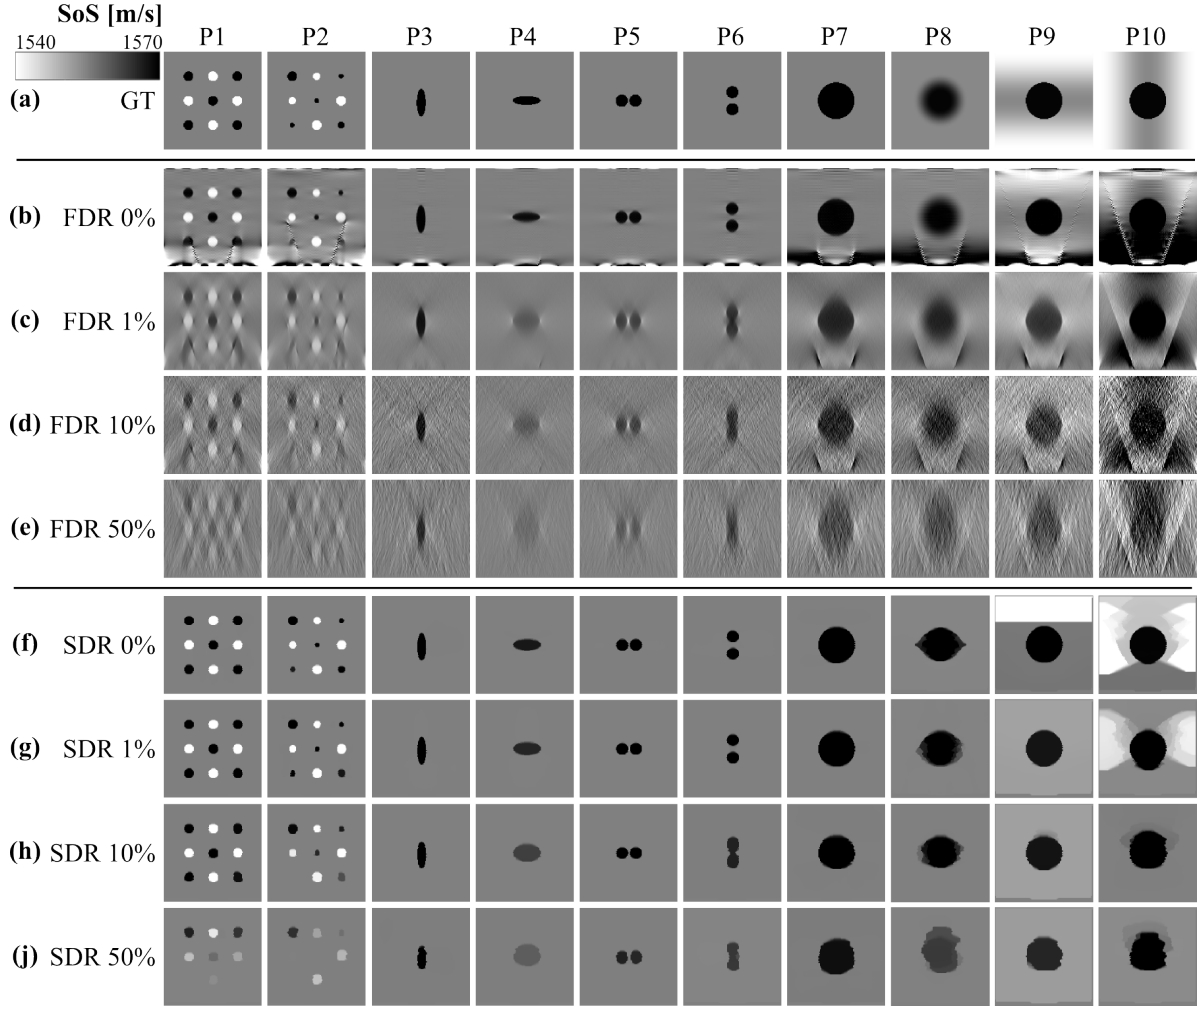 SoS [m/s]
1540 1570
P1 P2 P3 P4 P5 P6 P7 P8 P9 P10
(a) GT
(b) FDR 0%
(c) FDR 1%
(d) FDR 10%
(e) FDR 50%
(f) SDR 0%
(g) SDR 1%
(h) SDR 10%
(j) SDR 50%